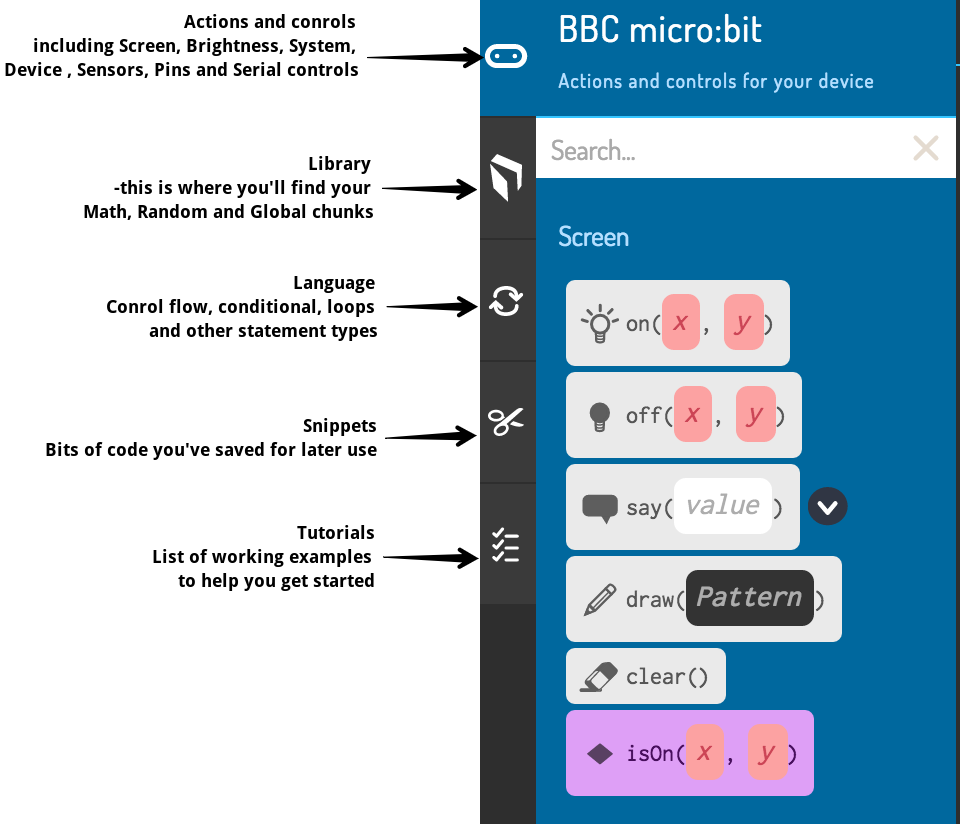 Actions and conrols
including Screen, Brightness, System,
Device , Sensors, Pins and Serial controls
Library
-this is where you'll find your
Math, Random and Global chunks
Language
Conrol flow, conditional, loops
and other statement types
Snippets
Bits of code you've saved for later use
Tutorials
List of working examples
to help you get started
BBC micro:bit
Actions and controls for your device
Search...
Screen
on(x, y)
off(x, y)
say(value)
draw(Pattern)
clear()
isOn(x, y)